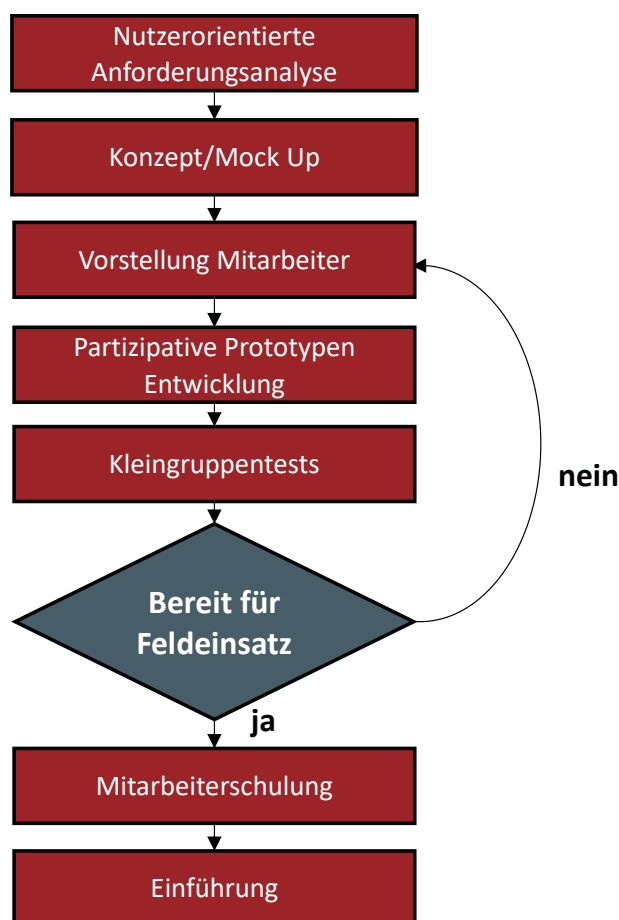 Nutzerorientierte
Anforderungsanalyse
Konzept/Mock Up
Vorstellung Mitarbeiter
Partizipative Prototypen
Entwicklung
Kleingruppentests
nein
Bereit für
Feldeinsatz
ja
Mitarbeiterschulung
Einführung